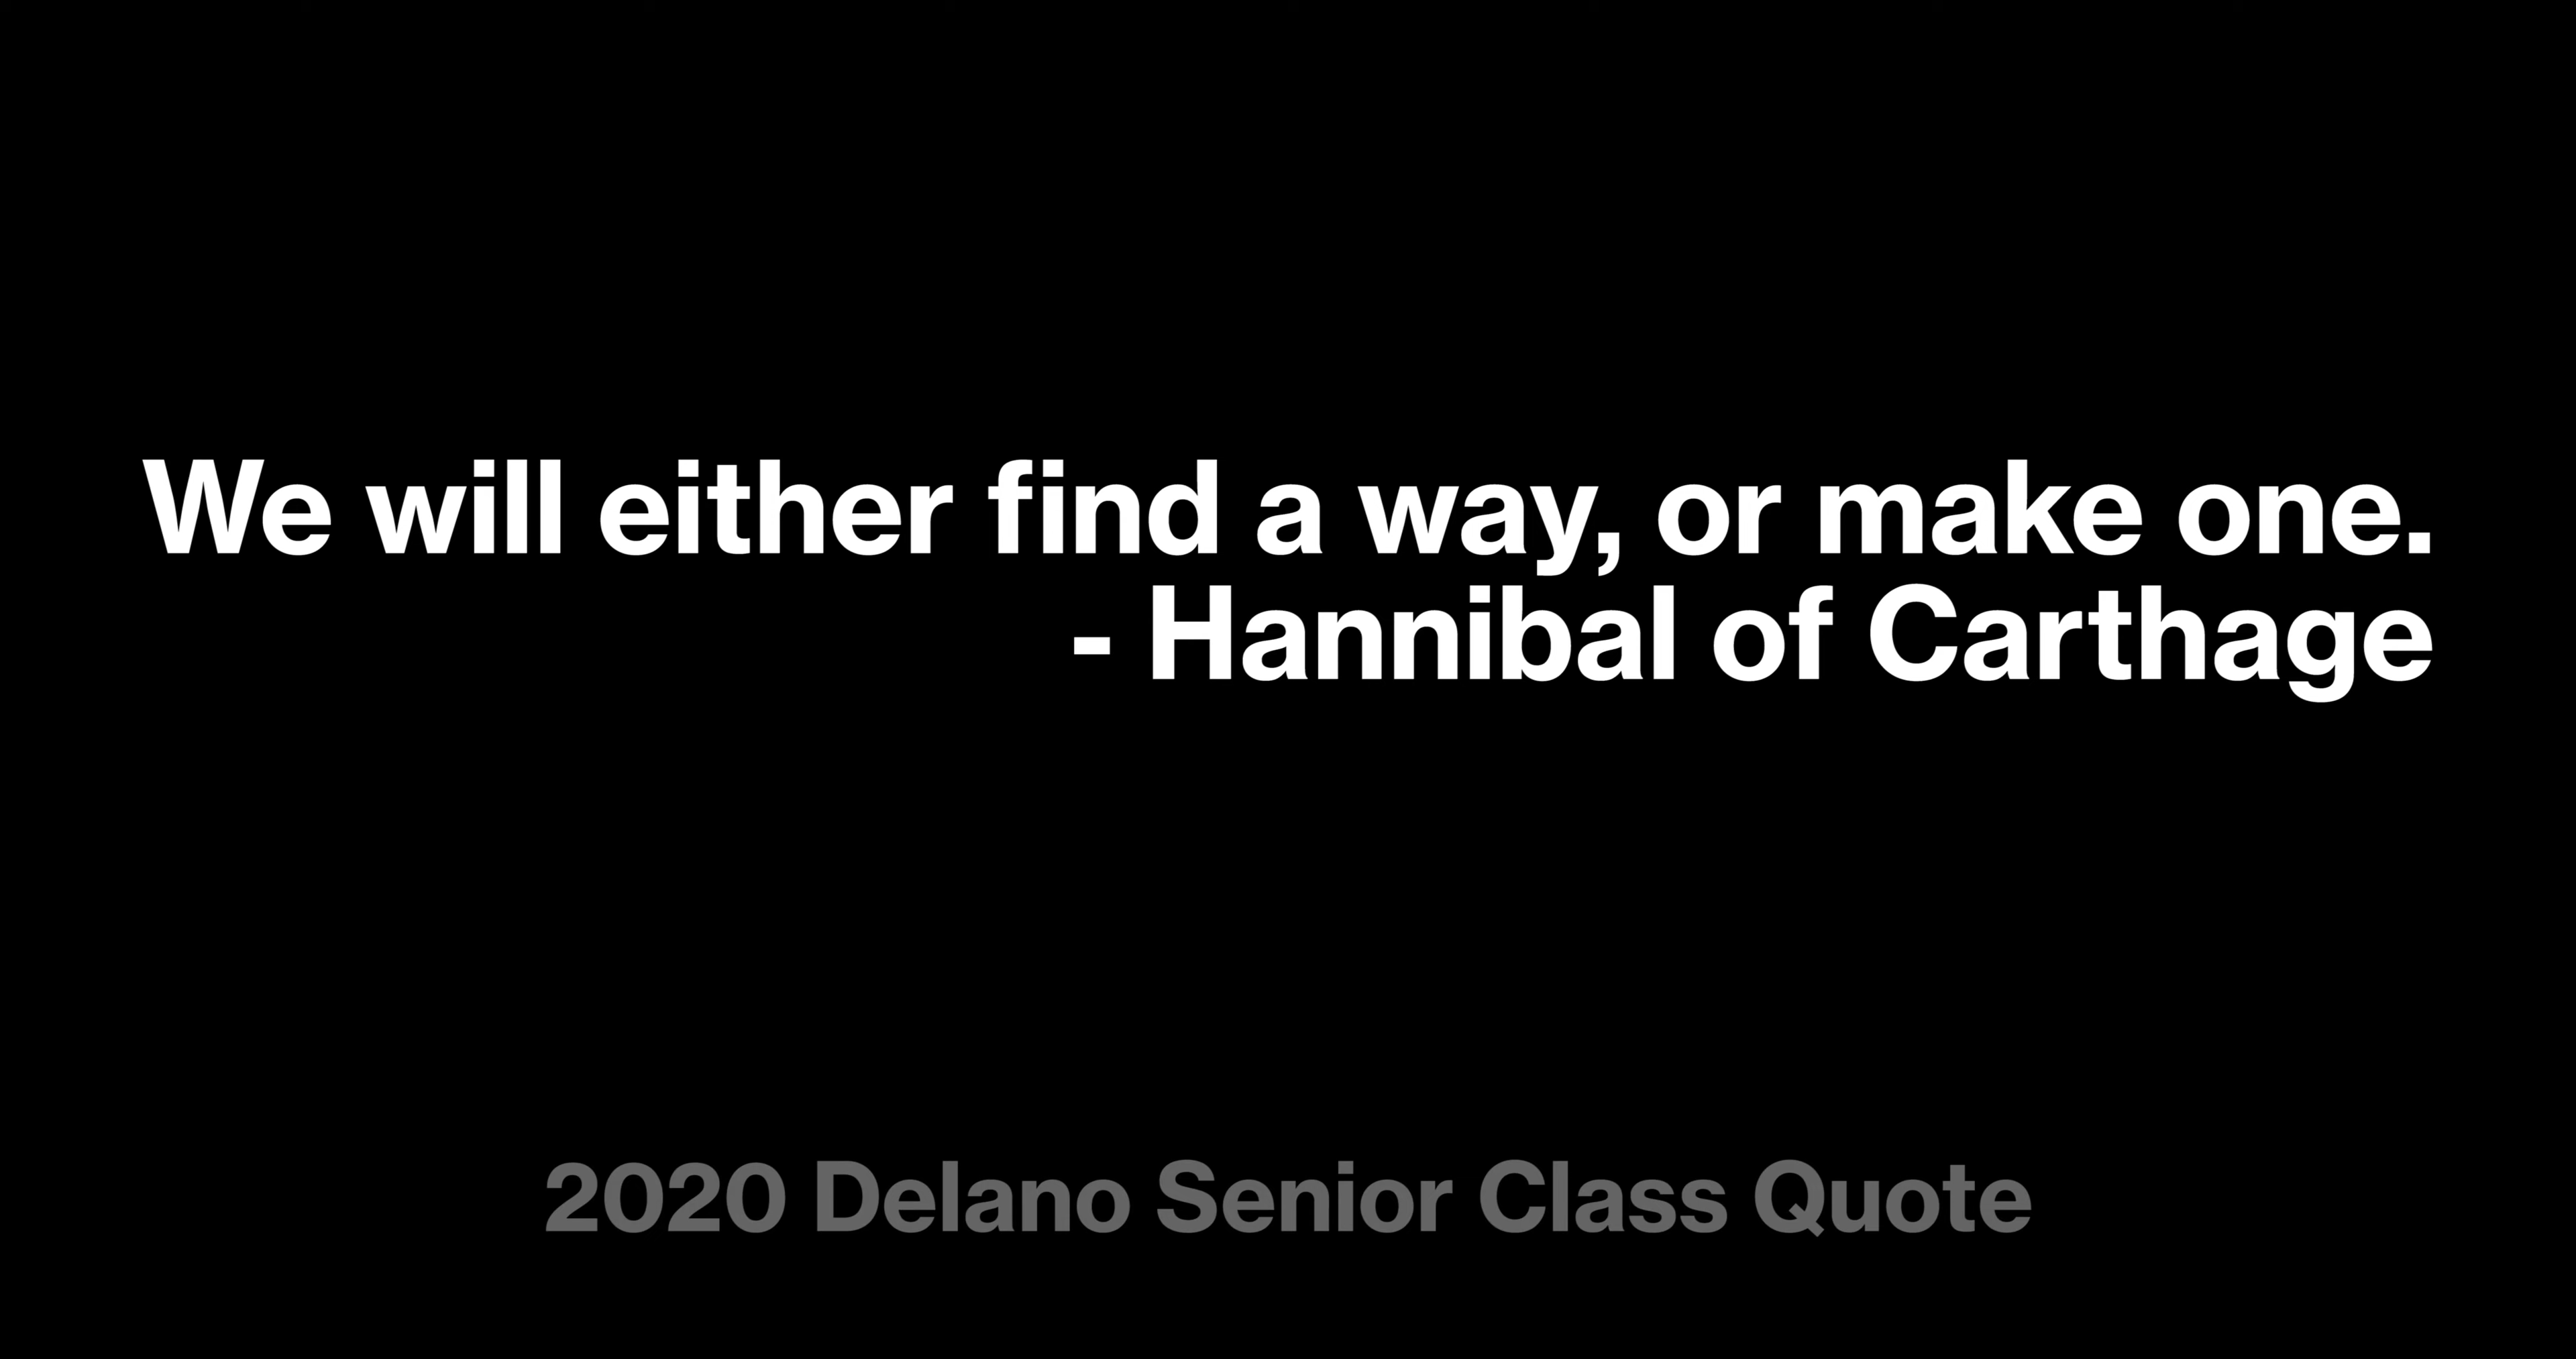 We will either find a way, or make one.
- Hannibal of Carthage
2020 Delano Senior Class Quote